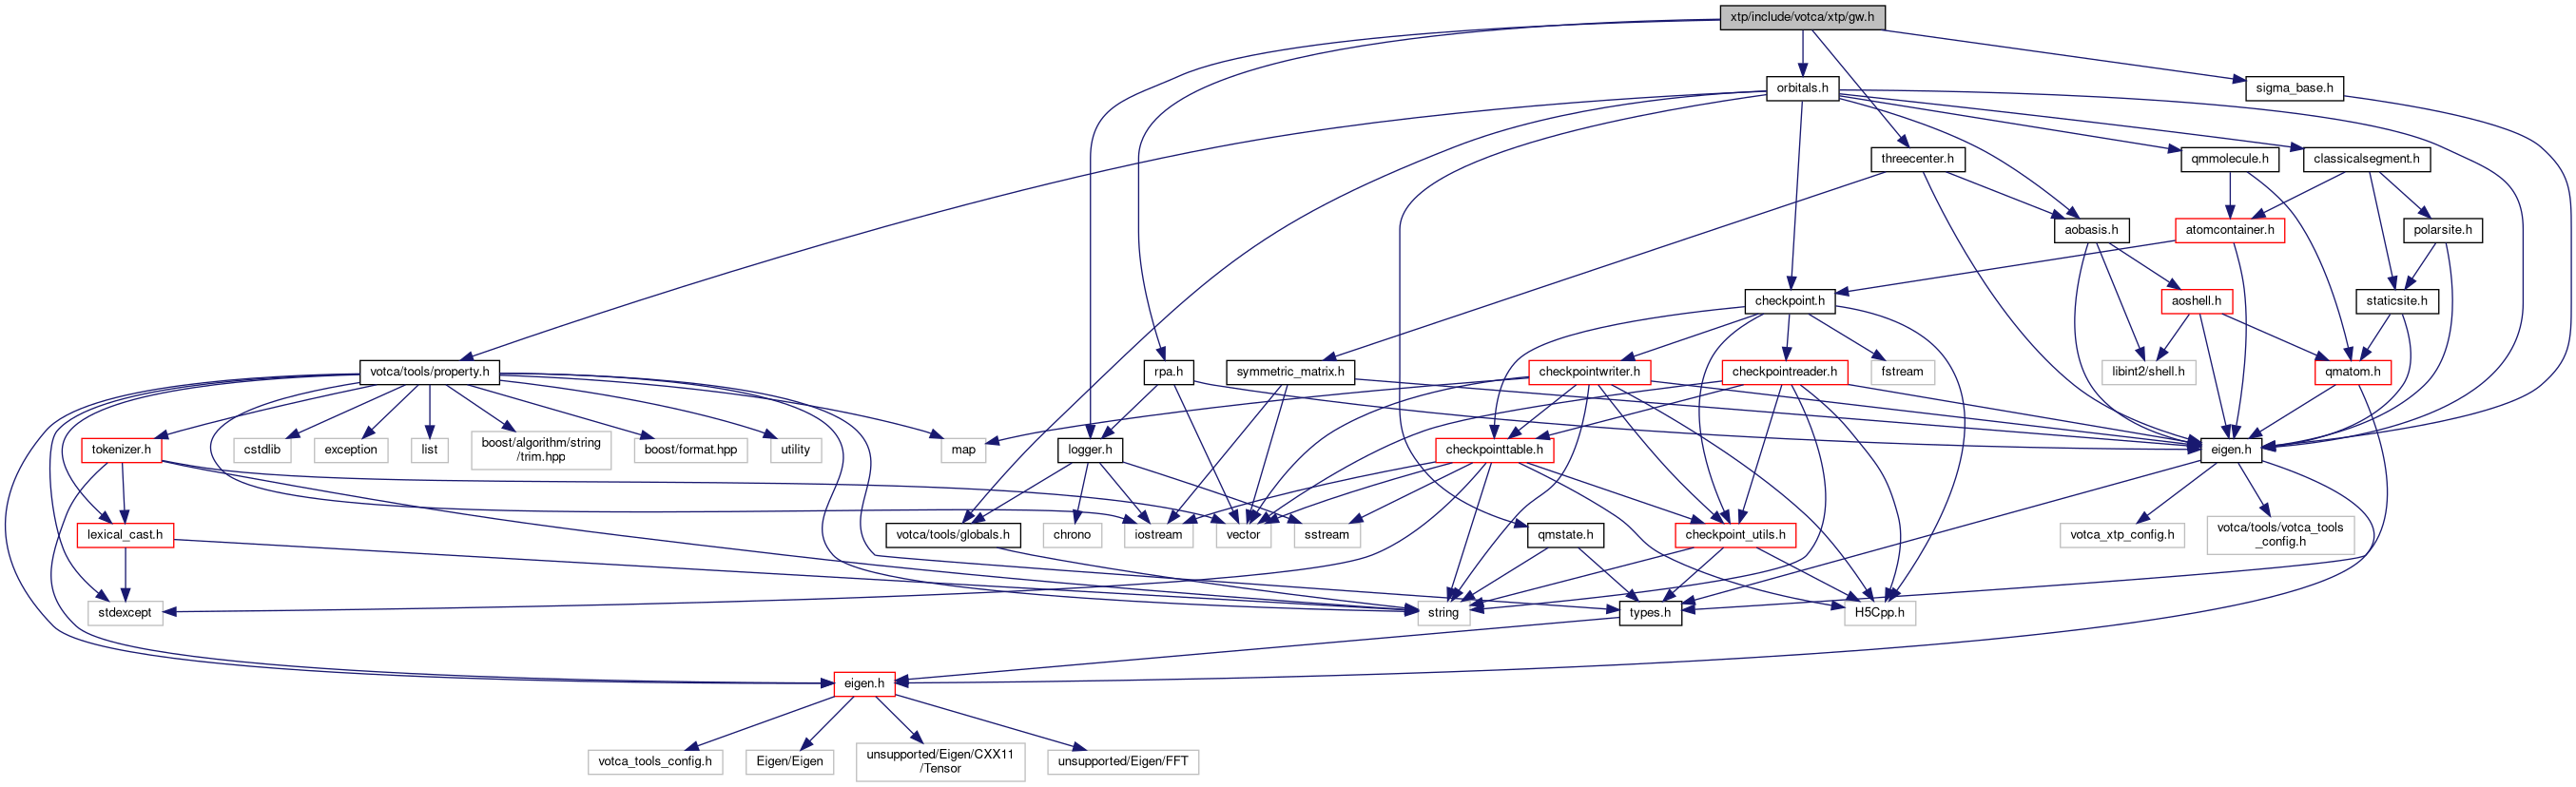 xtp/include/votca/xtp/gw.h
orbitals.h
sigma_base.h
threecenter.h
qmmolecule.h
classicalsegment.h
aobasis.h
atomcontainer.h
polarsite.h
checkpoint.h
aoshell.h
staticsite.h
votca/tools/property.h
rpa.h
symmetric_matrix.h
checkpointwriter.h
checkpointreader.h
fstream
libint2/shell.h
qmatom.h
tokenizer.h
cstdlib
exception
list
boost/algorithm/string
/trim.hpp
boost/format.hpp
utility
map
logger.h
checkpointtable.h
eigen.h
lexical_cast.h
votca/tools/globals.h
chrono
iostream
vector
sstream
qmstate.h
checkpoint_utils.h
votca_xtp_config.h
votca/tools/votca_tools
_config.h
stdexcept
string
types.h
H5Cpp.h
eigen.h
votca_tools_config.h
Eigen/Eigen
unsupported/Eigen/CXX11
/Tensor
unsupported/Eigen/FFT